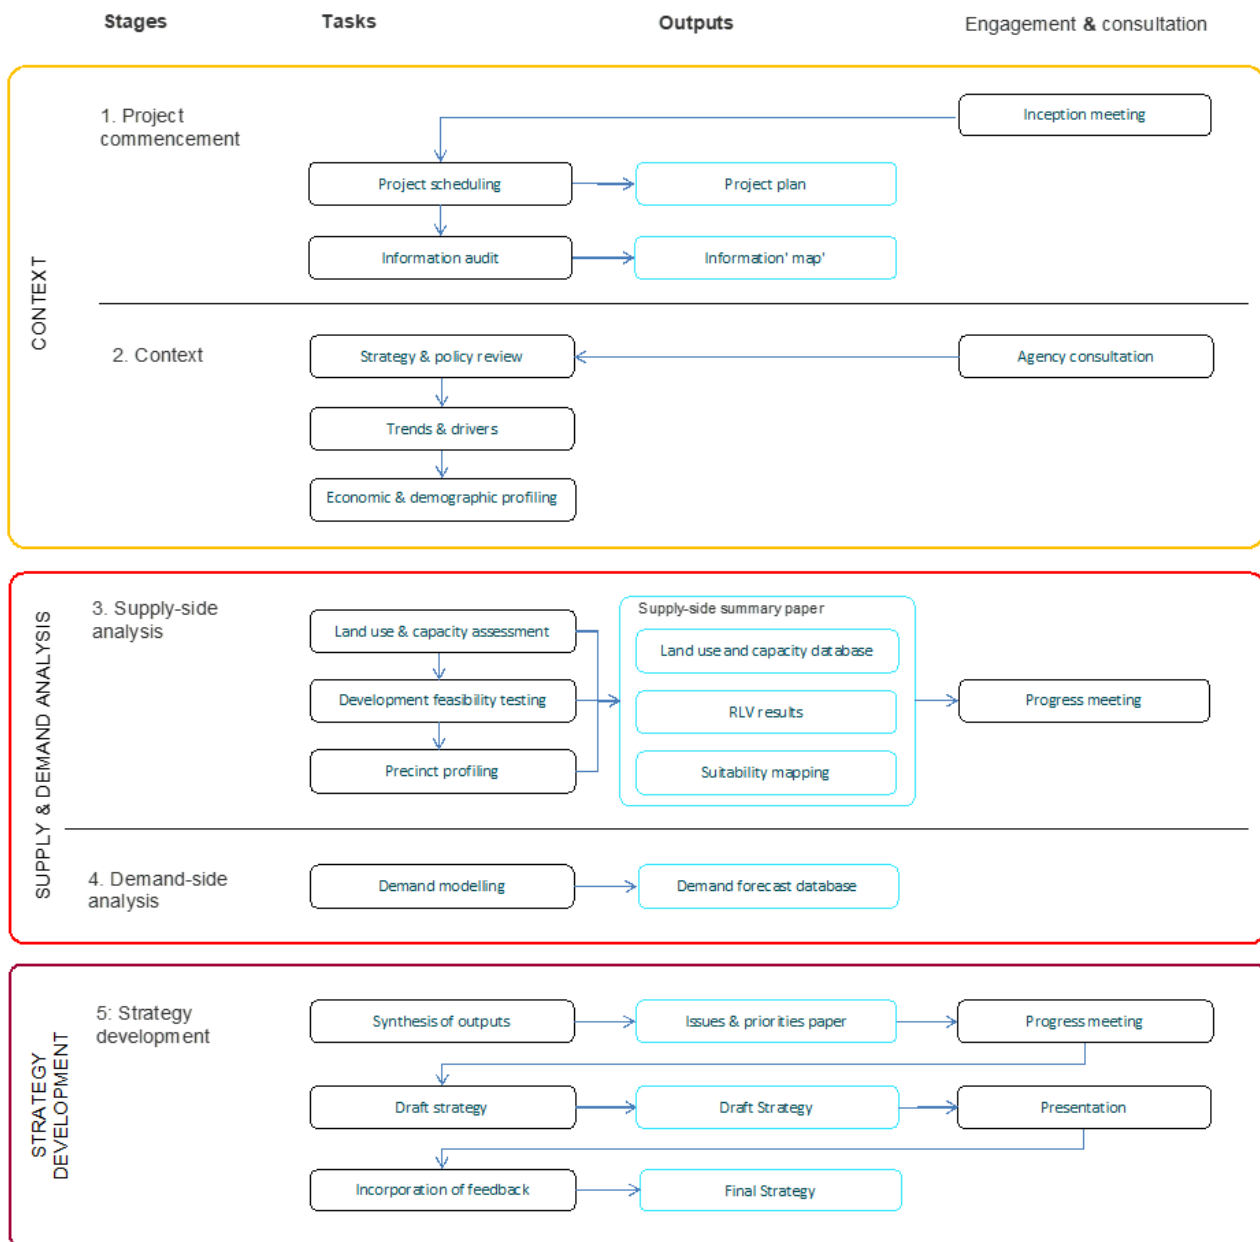 Stages
Tasks
Outputs
Engagement & consultation
CONTEXT
1. Project
commencement
Inception meeting
Project scheduling
Project plan
Information audit
Information' map'
2. Context
Strategy & policy review
Agency consultation
Trends & drivers
Economic & demographic profiling
SUPPLY & DEMAND ANALYSIS
3. Supply-side
analysis
Land use & capacity assessment
Development feasibility testing
Precinct profiling
Supply-side summary paper
Land use and capacity database
RLV results
Suitability mapping
Progress meeting
4. Demand-side
analysis
Demand modelling
Demand forecast database
STRATEGY
DEVELOPMENT
5: Strategy
development
Synthesis of outputs
Issues & priorities paper
Progress meeting
Draft strategy
Draft Strategy
Presentation
Incorporation of feedback
Final Strategy